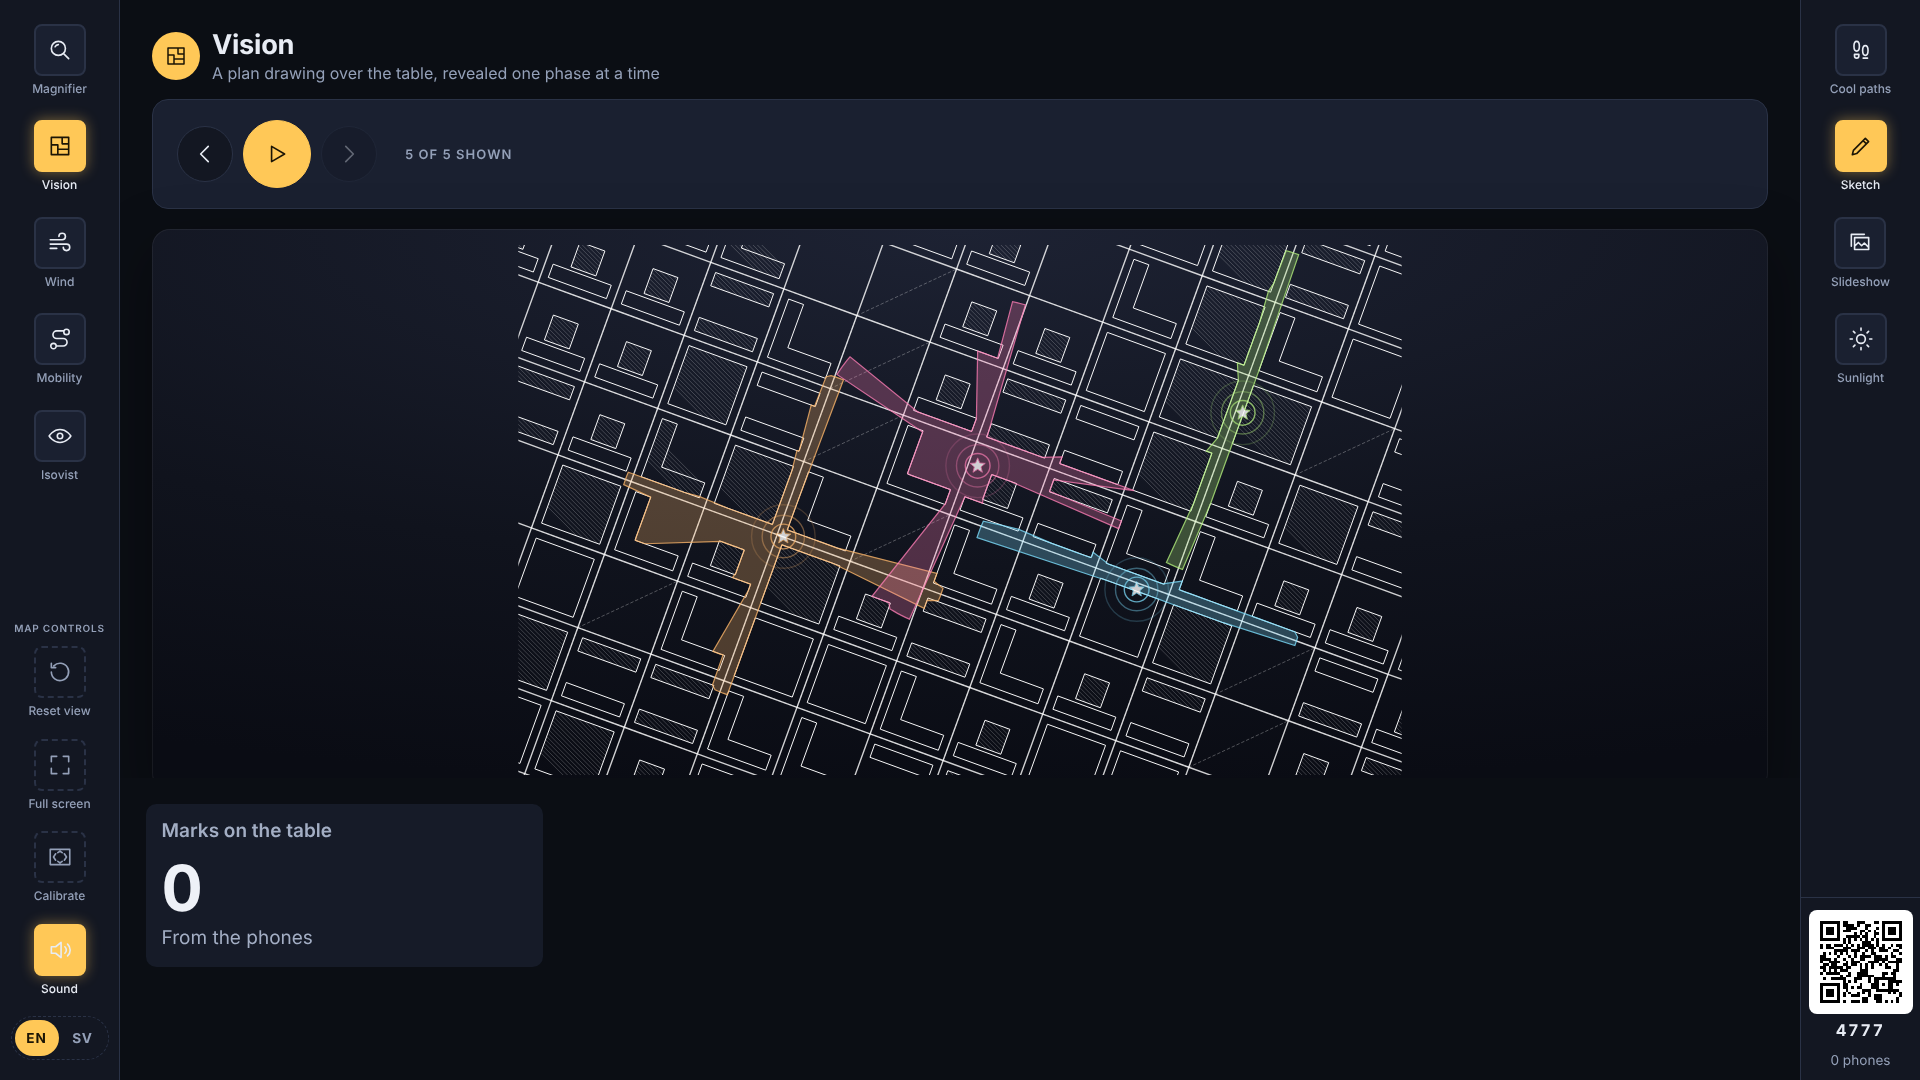 Magnifier
Vision
Wind
Mobility
Isovist
MAP CONTROLS
Reset view
Full screen
Calibrate
Sound
EN SV
Vision
A plan drawing over the table, revealed one phase at a time
5 OF 5 SHOWN
Marks on the table
0
From the phones
Cool paths
Sketch
Slideshow
Sunlight
4777
0 phones